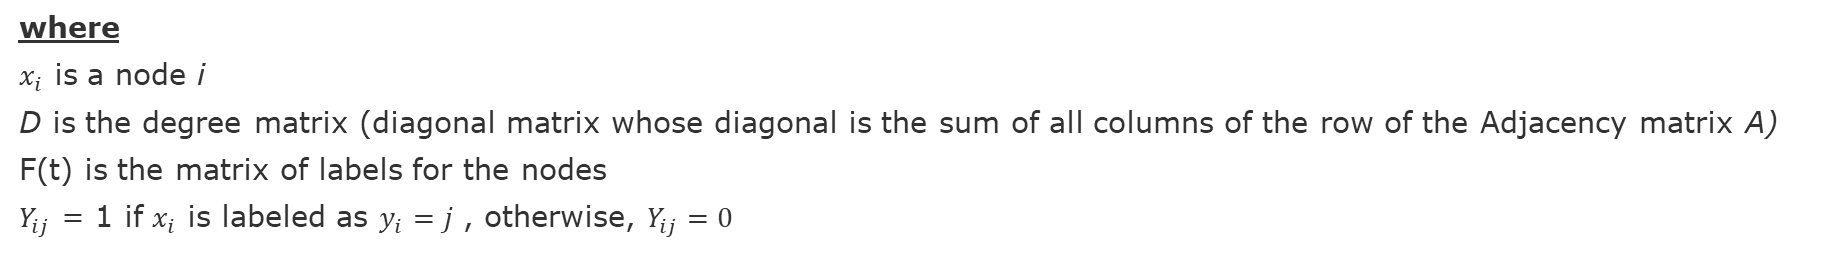 where
xᵢ is a node i
D is the degree matrix (diagonal matrix whose diagonal is the sum of all columns of the row of the Adjacency matrix A)
F(t) is the matrix of labels for the nodes
Yᵢⱼ = 1 if xᵢ is labeled as yᵢ = j , otherwise, Yᵢⱼ = 0